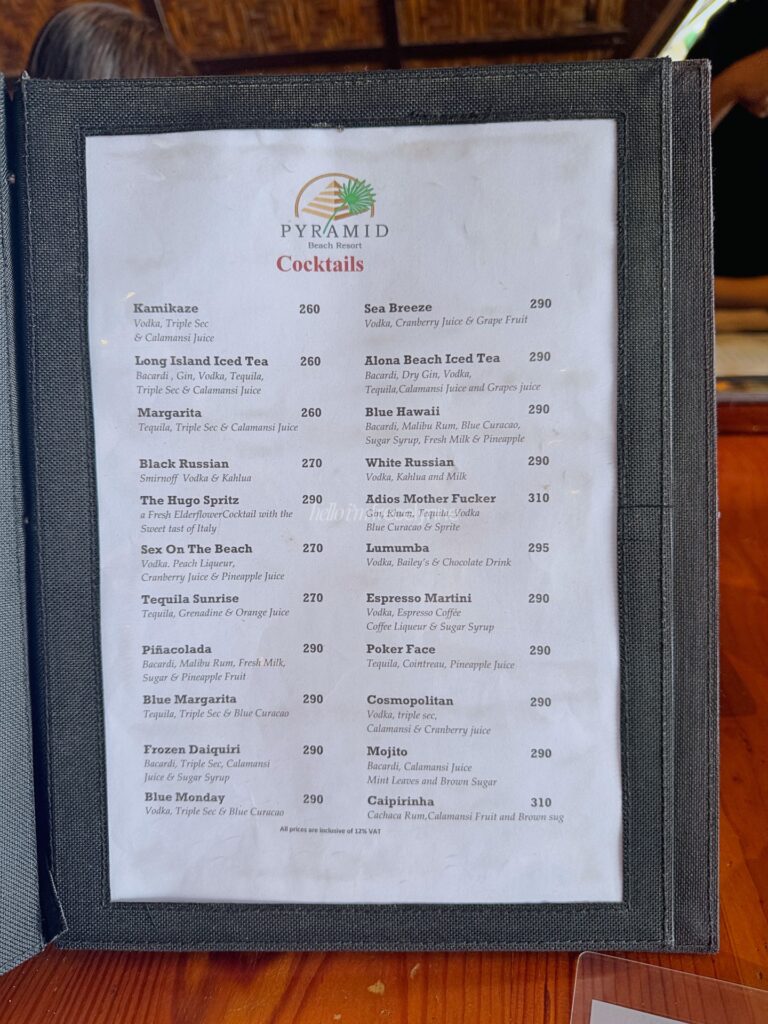 PYRAMID
Beach Resort
Cocktails
Kamikaze 260
Vodka, Triple Sec
& Calamansi Juice
Long Island Iced Tea 260
Bacardi , Gin, Vodka, Tequila,
Triple Sec & Calamansi Juice
Margarita 260
Tequila, Triple Sec & Calamansi Juice
Black Russian 270
Smirnoff Vodka & Kahlua
The Hugo Spritz 290
a Fresh ElderflowerCocktail with the
Sweet tast of Italy
Sex On The Beach 270
Vodka. Peach Liqueur,
Cranberry Juice & Pineapple Juice
Tequila Sunrise 270
Tequila, Grenadine & Orange Juice
Piñacolada 290
Bacardi, Malibu Rum, Fresh Milk,
Sugar & Pineapple Fruit
Blue Margarita 290
Tequila, Triple Sec & Blue Curacao
Frozen Daiquiri 290
Bacardi, Triple Sec, Calamansi
Juice & Sugar Syrup
Blue Monday 290
Vodka, Triple Sec & Blue Curacao
Sea Breeze 290
Vodka, Cranberry Juice & Grape Fruit
Alona Beach Iced Tea 290
Bacardi, Dry Gin, Vodka,
Tequila,Calamansi Juice and Grapes juice
Blue Hawaii 290
Bacardi, Malibu Rum, Blue Curacao,
Sugar Syrup, Fresh Milk & Pineapple
White Russian 290
Vodka, Kahlua and Milk
Adios Mother Fucker 310
Gin, Rhum, Tequila, Vodka
Blue Curacao & Sprite
Lumumba 295
Vodka, Bailey's & Chocolate Drink
Espresso Martini 290
Vodka, Espresso Coffée
Coffee Liqueur & Sugar Syrup
Poker Face 290
Tequila, Cointreau, Pineapple Juice
Cosmopolitan 290
Vodka, triple sec,
Calamansi & Cranberry juice
Mojito 290
Bacardi, Calamansi Juice
Mint Leaves and Brown Sugar
Caipirinha 310
Cachaca Rum,Calamansi Fruit and Brown sug
All prices are inclusive of 12% VAT